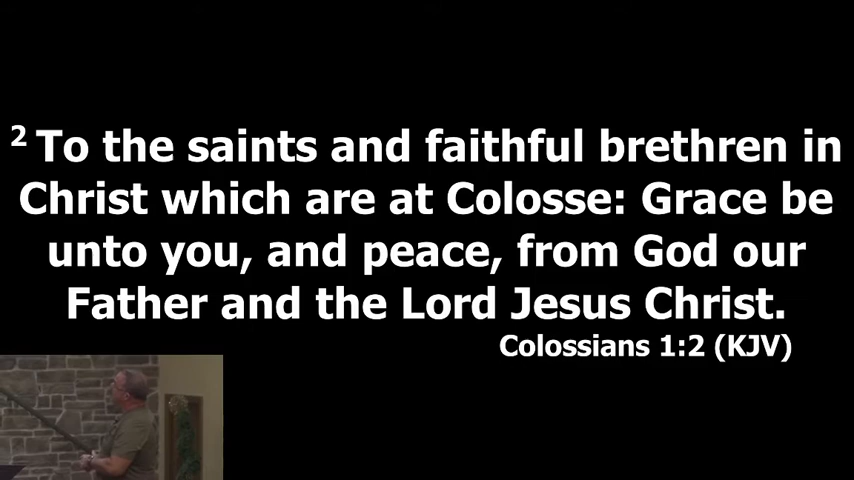 2 To the saints and faithful brethren in
Christ which are at Colosse: Grace be
unto you, and peace, from God our
Father and the Lord Jesus Christ.
Colossians 1:2 (KJV)